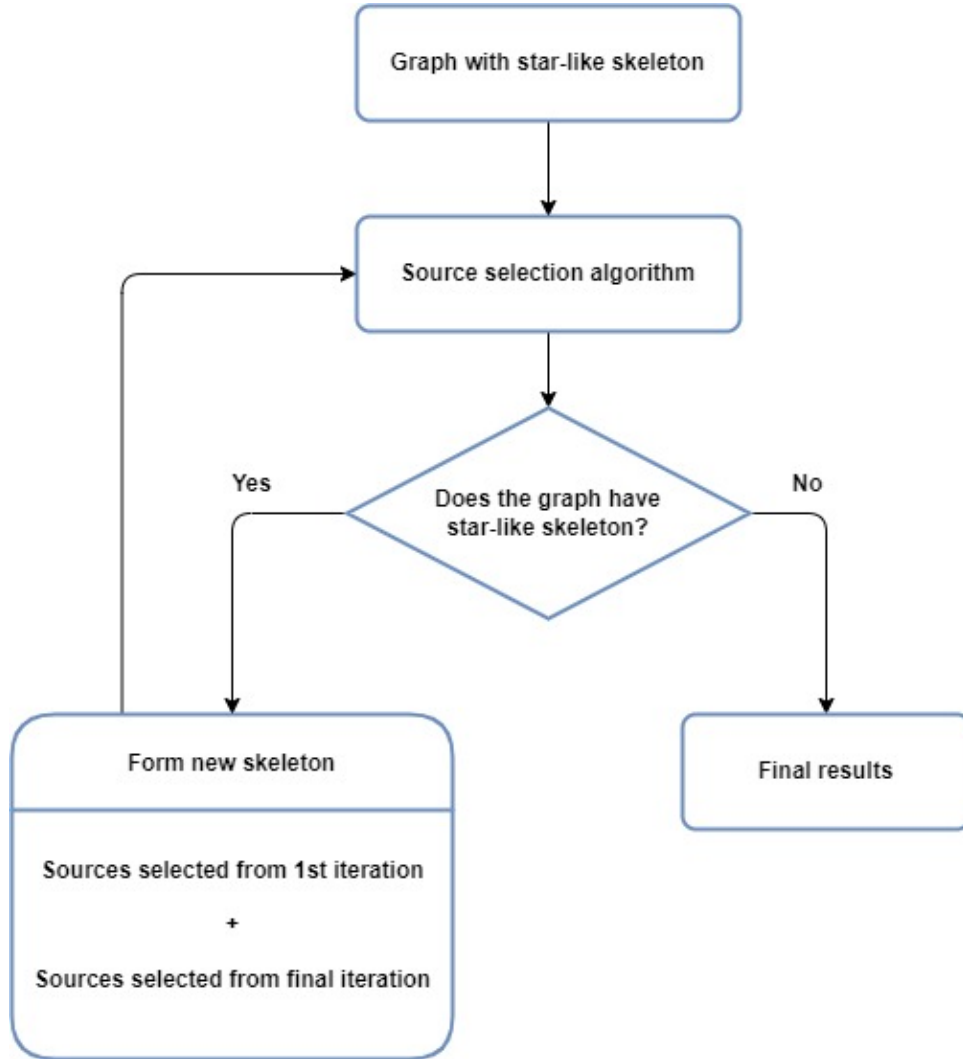 Graph with star-like skeleton
Source selection algorithm
Yes
No
Does the graph have
star-like skeleton?
Form new skeleton
Final results
Sources selected from 1st iteration
+
Sources selected from final iteration